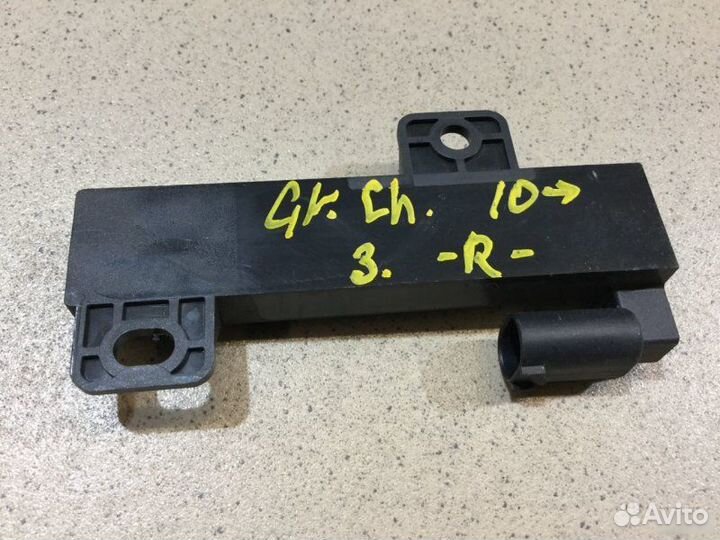 Gr. Ch. 10→
3. -R-
Avito